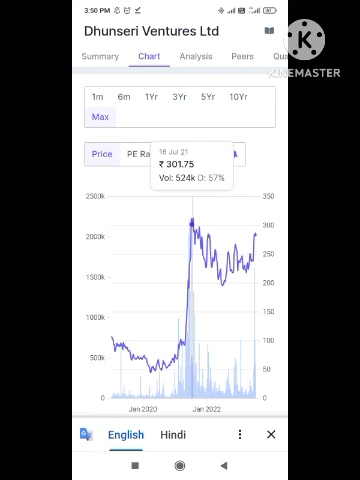 3:50 PM
Dhunseri Ventures Ltd
Summary Chart Analysis Peers Qua
KINEMASTER
1m 6m 1Yr 3Yr 5Yr 10Yr
Max
Price PE Ra
16 Jul 21
₹ 301.75
Vol: 524k D: 57%
2500k 350
300
2000k
250
1500k
200
150
1000k
100
500k
50
0 0
Jan 2020 Jan 2022
English Hindi